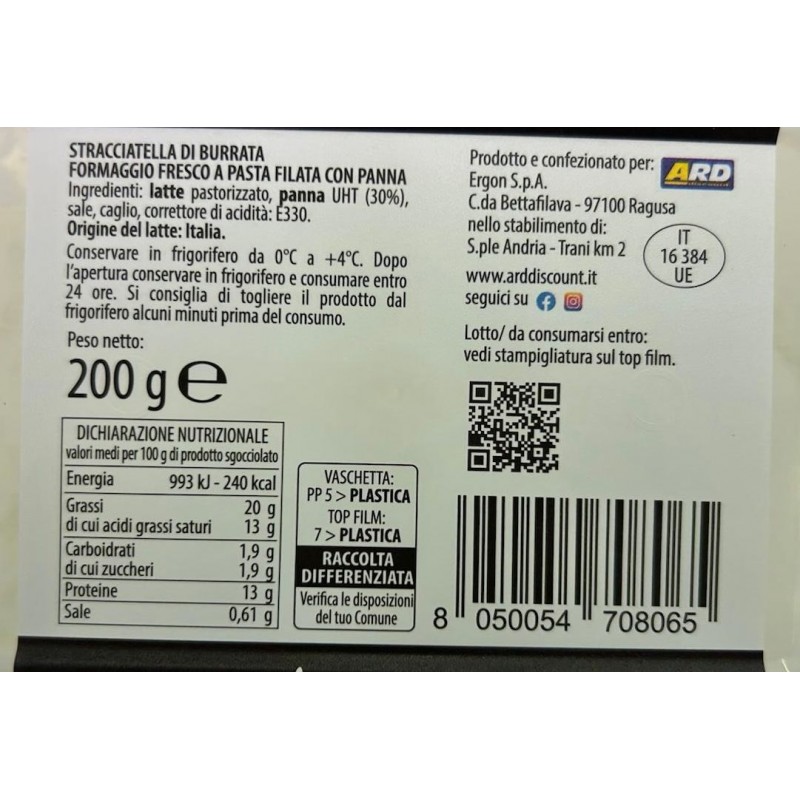 STRACCIATELLA DI BURRATA
FORMAGGIO FRESCO A PASTA FILATA CON PANNA
Ingredienti: latte pastorizzato, panna UHT (30%),
sale, caglio, correttore di acidità: E330.
Origine del latte: Italia.
Conservare in frigorifero da 0°C a +4°C. Dopo
l'apertura conservare in frigorifero e consumare entro
24 ore. Si consiglia di togliere il prodotto dal
frigorifero alcuni minuti prima del consumo.
Peso netto:
200 g e
DICHIARAZIONE NUTRIZIONALE
valori medi per 100 g di prodotto sgocciolato
Energia 993 kJ - 240 kcal
Grassi 20 g
di cui acidi grassi saturi 13 g
Carboidrati 1,9 g
di cui zuccheri 1,9 g
Proteine 13 g
Sale 0,61 g
VASCHETTA:
PP 5 > PLASTICA
TOP FILM:
7 > PLASTICA
RACCOLTA
DIFFERENZIATA
Verifica le disposizioni
del tuo Comune
Prodotto e confezionato per:
ARD
discount
Ergon S.p.A.
C.da Bettafilava - 97100 Ragusa
nello stabilimento di:
S.ple Andria - Trani km 2
IT
16 384
UE
www.arddiscount.it
seguici su
Lotto/ da consumarsi entro:
vedi stampigliatura sul top film.
8 050054 708065